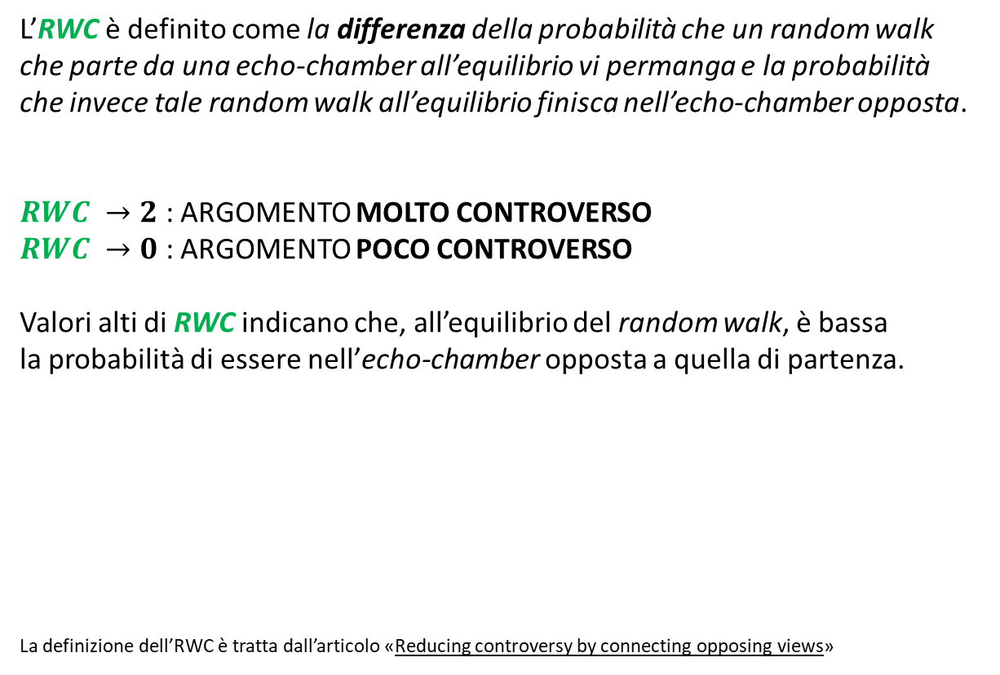 L’RWC è definito come la differenza della probabilità che un random walk
che parte da una echo-chamber all’equilibrio vi permanga e la probabilità
che invece tale random walk all’equilibrio finisca nell’echo-chamber opposta.
RWC → 2 : ARGOMENTO MOLTO CONTROVERSO
RWC → 0 : ARGOMENTO POCO CONTROVERSO
Valori alti di RWC indicano che, all’equilibrio del random walk, è bassa
la probabilità di essere nell’echo-chamber opposta a quella di partenza.
La definizione dell’RWC è tratta dall’articolo «Reducing controversy by connecting opposing views»